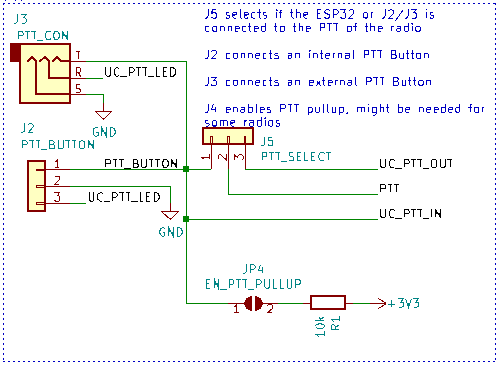 J3
PTT_CON
T
R
S
UC_PTT_LED
GND
J5 selects if the ESP32 or J2/J3 is
connected to the PTT of the radio
J2 connects an internal PTT Button
J3 connects an external PTT Button
J4 enables PTT pullup, might be needed for
some radios
J2
PTT_BUTTON
1
2
3
PTT_BUTTON
UC_PTT_LED
GND
J5
PTT_SELECT
1
2
3
UC_PTT_OUT
PTT
UC_PTT_IN
JP4
EN_PTT_PULLUP
1
2
10k
R1
+3V3